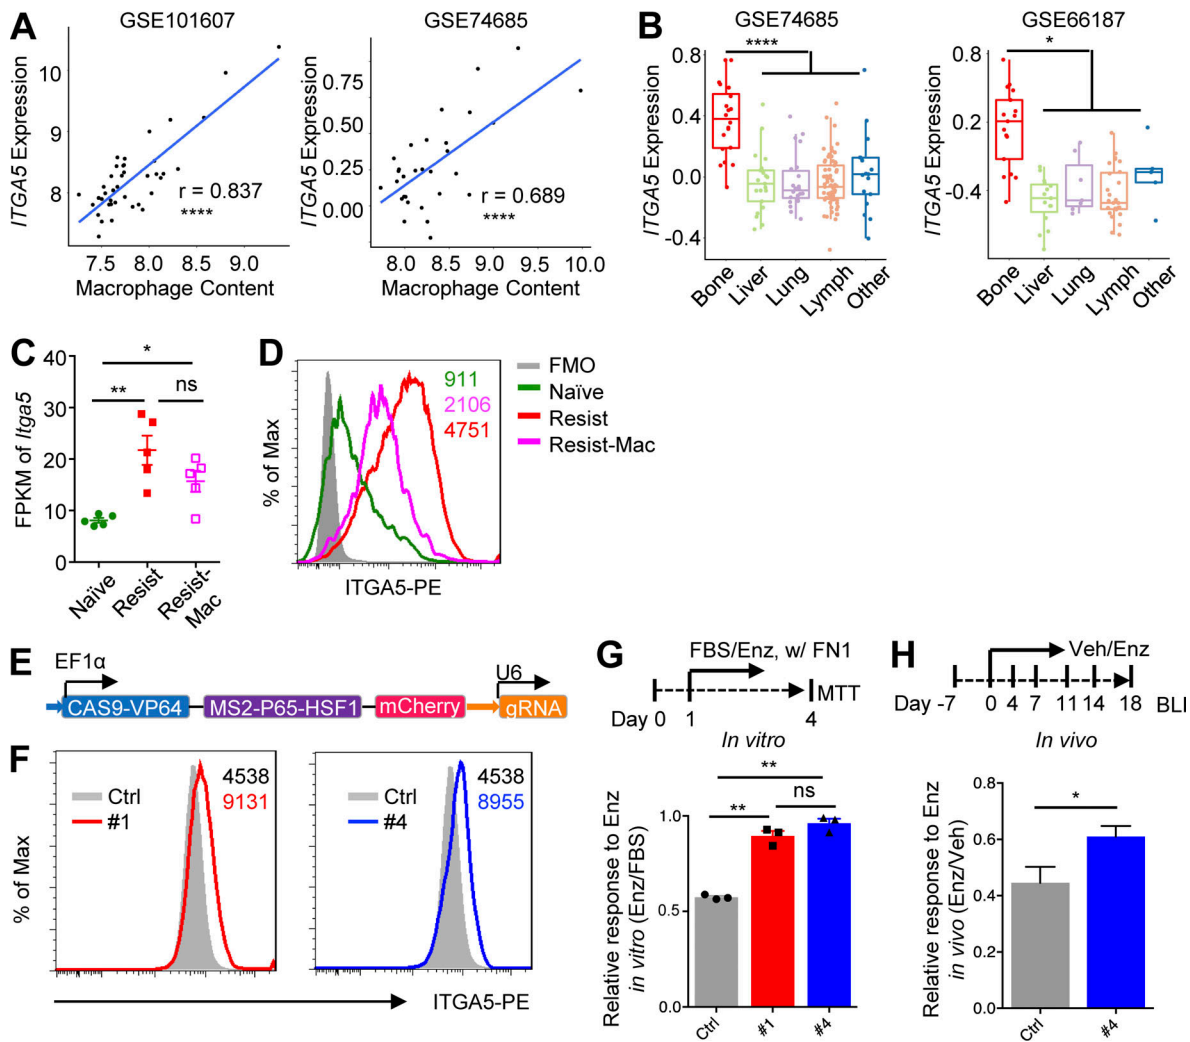 A
GSE101607
ITGA5 Expression
10
9
8
r = 0.837
****
7.5
8.0
8.5
9.0
Macrophage Content
GSE74685
ITGA5 Expression
0.75
0.50
0.25
0.00
r = 0.689
****
8.0
8.5
9.0
9.5
10.0
Macrophage Content
B
GSE74685
ITGA5 Expression
0.8
0.4
0.0
-0.4
****
Bone
Liver
Lung
Lymph
Other
GSE66187
ITGA5 Expression
0.8
0.2
-0.4
*
Bone
Liver
Lung
Lymph
Other
C
FPKM of Itga5
40
30
20
10
0
*
**
ns
Naïve
Resist
Resist-
Mac
D
% of Max
911
2106
4751
ITGA5-PE
FMO
Naïve
Resist
Resist-Mac
E
EF1α
CAS9-VP64
MS2-P65-HSF1
mCherry
U6
gRNA
F
% of Max
Ctrl
#1
4538
9131
Ctrl
#4
4538
8955
ITGA5-PE
G
FBS/Enz, w/ FN1
MTT
Day 0
1
4
In vitro
Relative response to Enz
in vitro (Enz/FBS)
1.0
0.5
0.0
**
**
ns
Ctrl
#1
#4
H
Veh/Enz
Day -7
0
4
7
11
14
18
BLI
In vivo
Relative response to Enz
in vivo (Enz/Veh)
0.8
0.6
0.4
0.2
0.0
*
Ctrl
#4